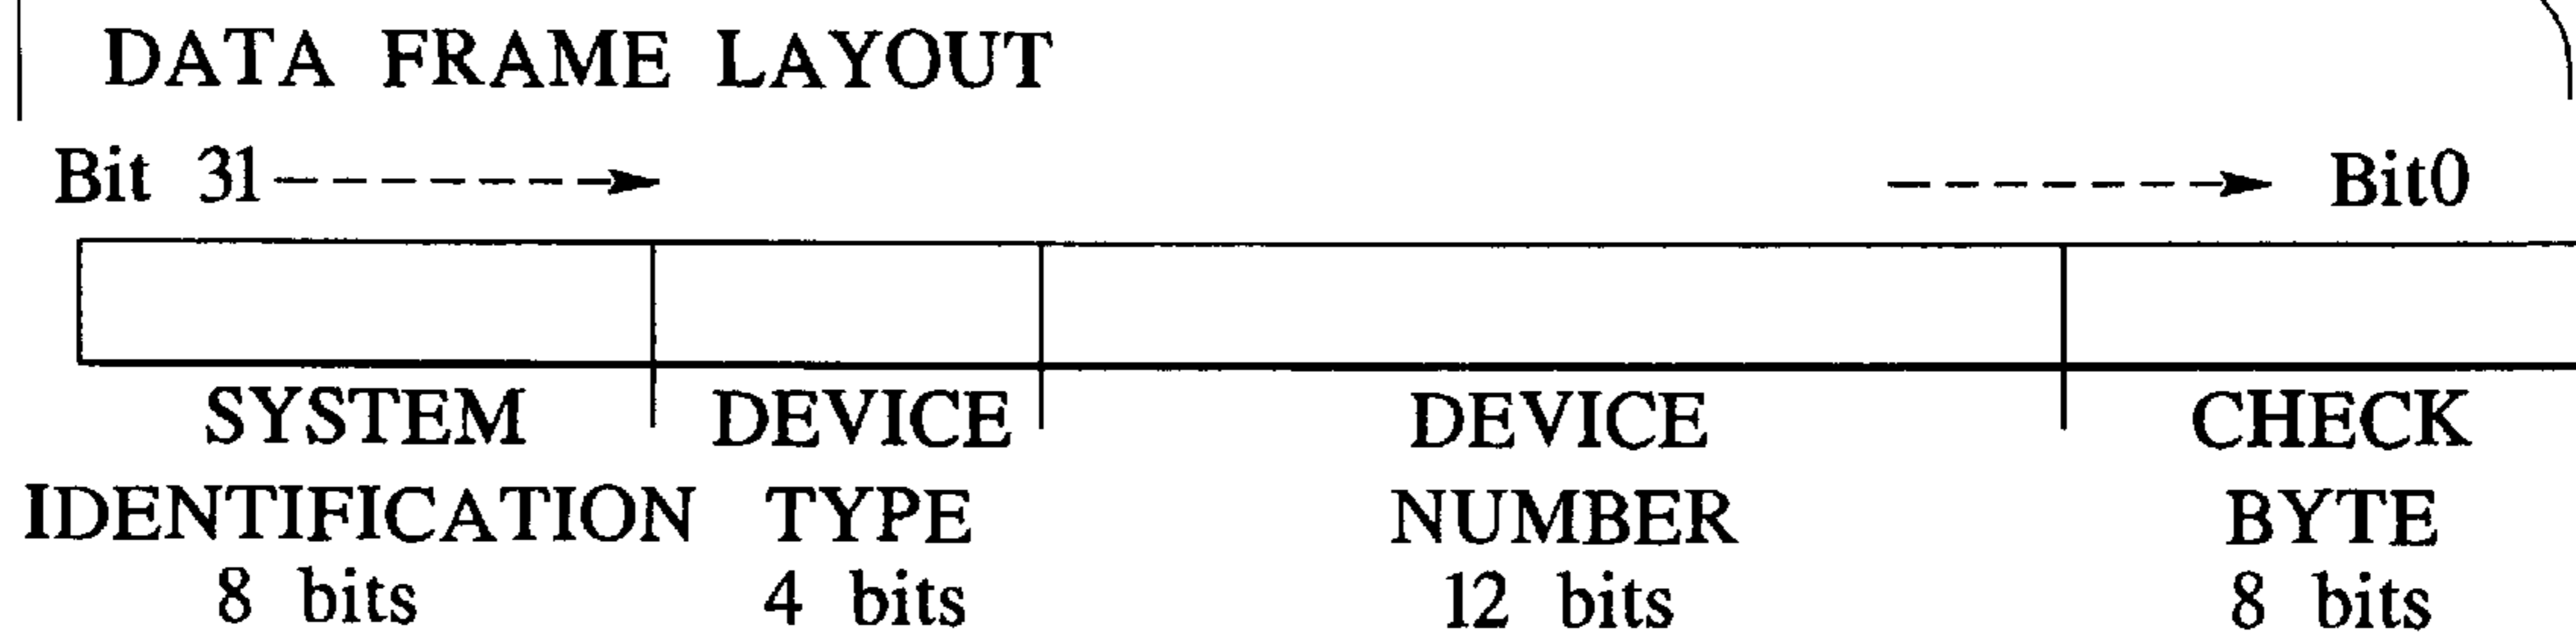 DATA FRAME LAYOUT
Bit 31 Bit0
SYSTEM DEVICE DEVICE CHECK
IDENTIFICATION TYPE NUMBER BYTE
8 bits 4 bits 12 bits 8 bits